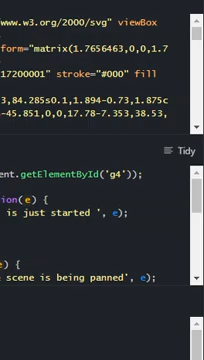 www.w3.org/2000/svg" viewBox
form="matrix(1.7656463,0,0,1.7
17200001" stroke="#000" fill
3,84.285s0.1,1.894-0.73,1.875c
-45.851,0,0,17.78-7.353,38.53,
Tidy
ent.getElementById('g4'));
ion(e) {
is just started ', e);
e) {
scene is being panned', e);